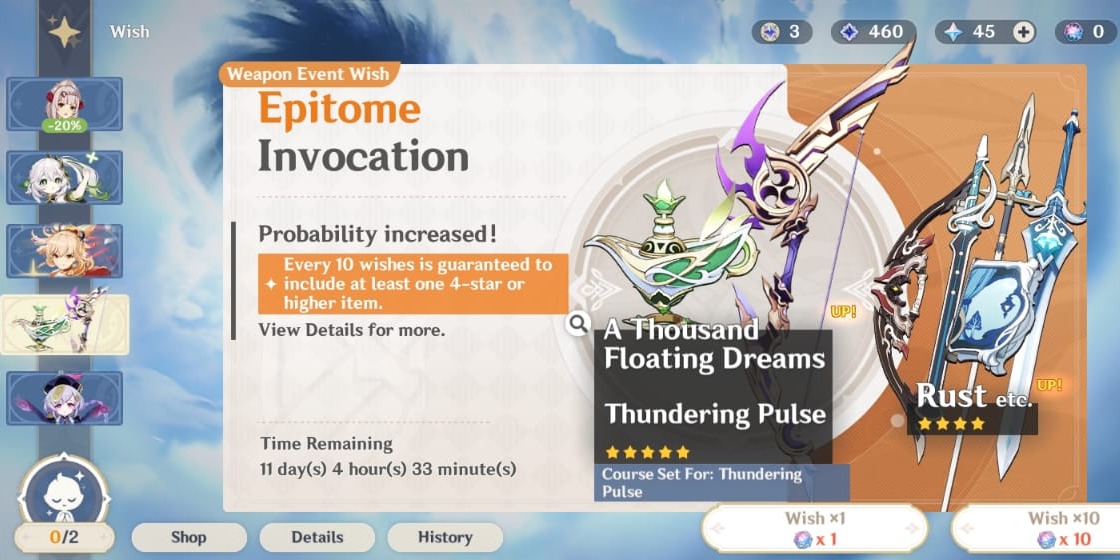 Wish
3
460
45
0
-20%
Weapon Event Wish
Epitome
Invocation
Probability increased!
Every 10 wishes is guaranteed to
include at least one 4-star or
higher item.
View Details for more.
Time Remaining
11 day(s) 4 hour(s) 33 minute(s)
UP!
A Thousand
Floating Dreams
Thundering Pulse
Course Set For: Thundering
Pulse
UP!
Rust etc.
0/2
Shop
Details
History
Wish ×1
x 1
Wish ×10
x 10